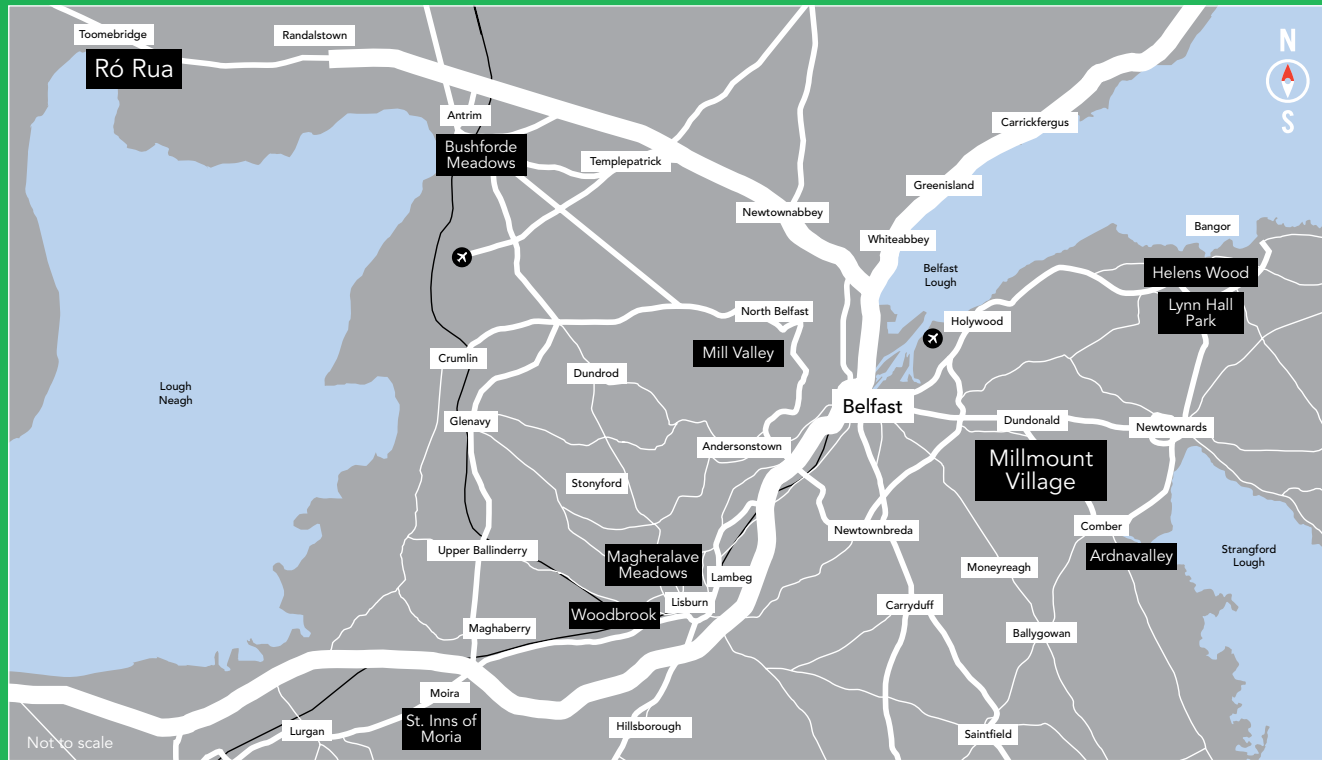 Toomebridge
Randalstown
Ró Rua
N
S
Antrim
Bushforde
Meadows
Templepatrick
Carrickfergus
Greenisland
Newtownabbey
Whiteabbey
Bangor
Belfast
Lough
Helens Wood
Lynn Hall
Park
North Belfast
Holywood
Mill Valley
Crumlin
Dundrod
Lough
Neagh
Belfast
Glenavy
Dundonald
Newtownards
Andersonstown
Millmount
Village
Stonyford
Comber
Newtownbreda
Upper Ballinderry
Magheralave
Meadows
Ardnavalley
Strangford
Lough
Moneyreagh
Lambeg
Lisburn
Woodbrook
Carryduff
Maghaberry
Ballygowan
Moira
St. Inns of
Moria
Lurgan
Hillsborough
Saintfield
Not to scale